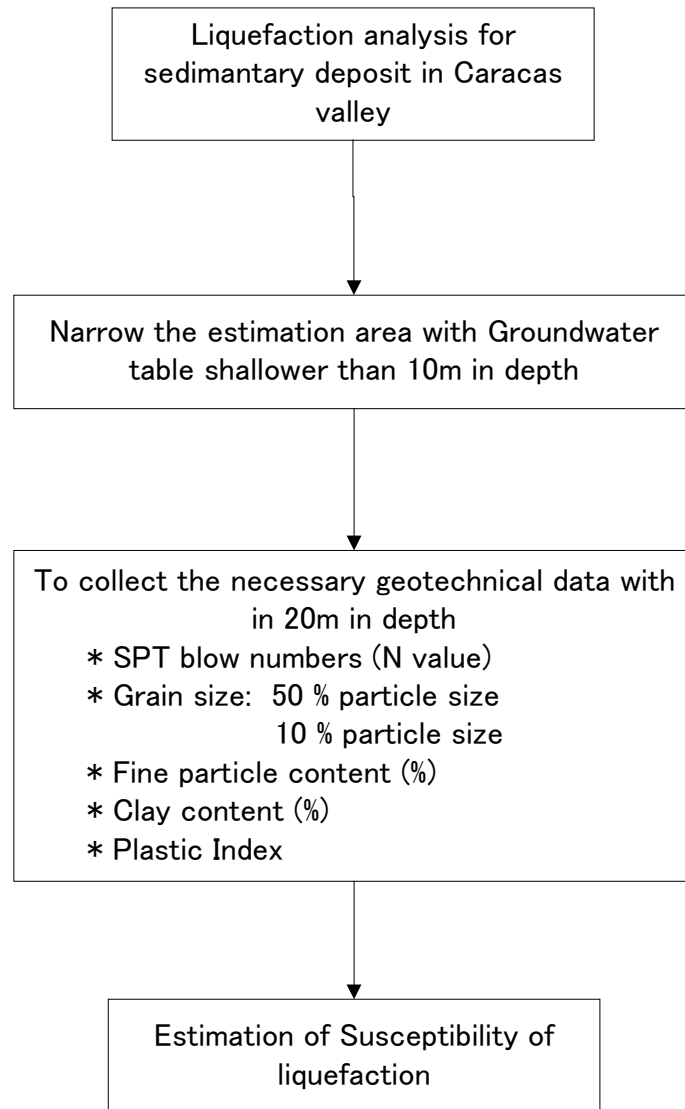 Liquefaction analysis for
sedimantary deposit in Caracas
valley
Narrow the estimation area with Groundwater
table shallower than 10m in depth
To collect the necessary geotechnical data with
in 20m in depth
* SPT blow numbers (N value)
* Grain size: 50 % particle size
10 % particle size
* Fine particle content (%)
* Clay content (%)
* Plastic Index
Estimation of Susceptibility of
liquefaction